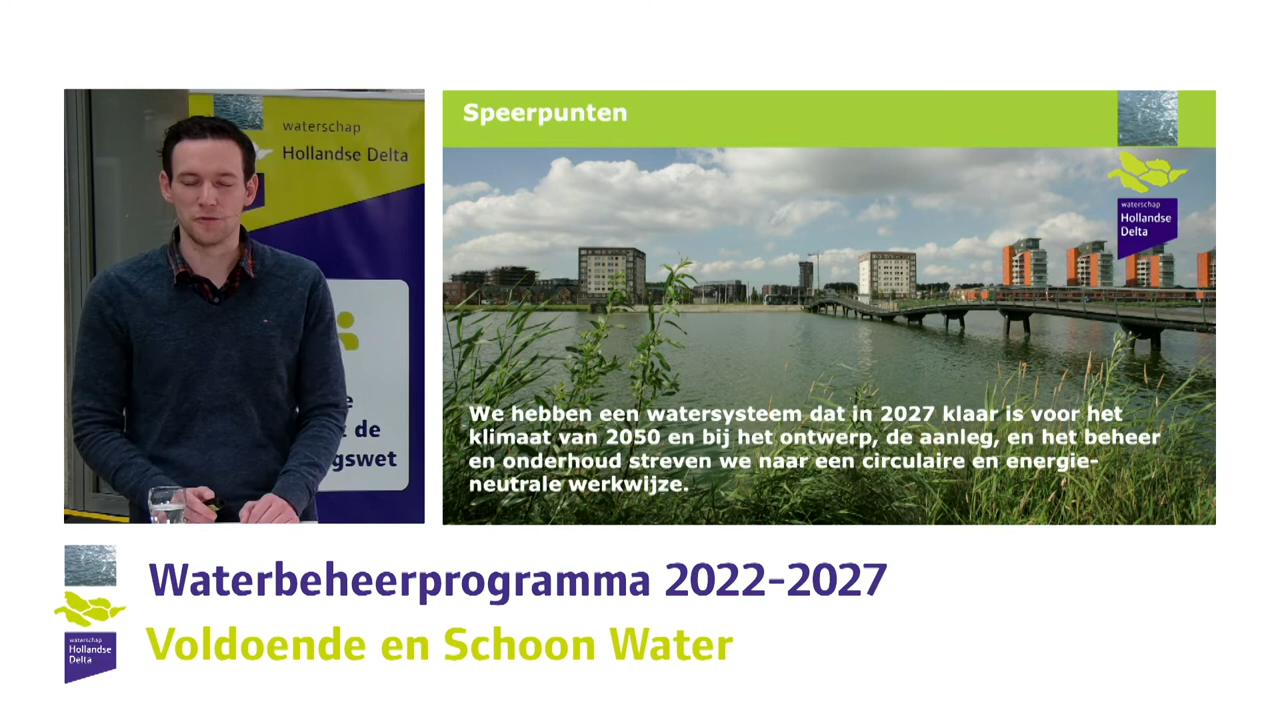 waterschap
Hollandse Delta
de
gswet
Speerpunten
waterschap
Hollandse
Delta
We hebben een watersysteem dat in 2027 klaar is voor het
klimaat van 2050 en bij het ontwerp, de aanleg, en het beheer
en onderhoud streven we naar een circulaire en energie-
neutrale werkwijze.
Waterbeheerprogramma 2022-2027
Voldoende en Schoon Water
waterschap
Hollandse
Delta